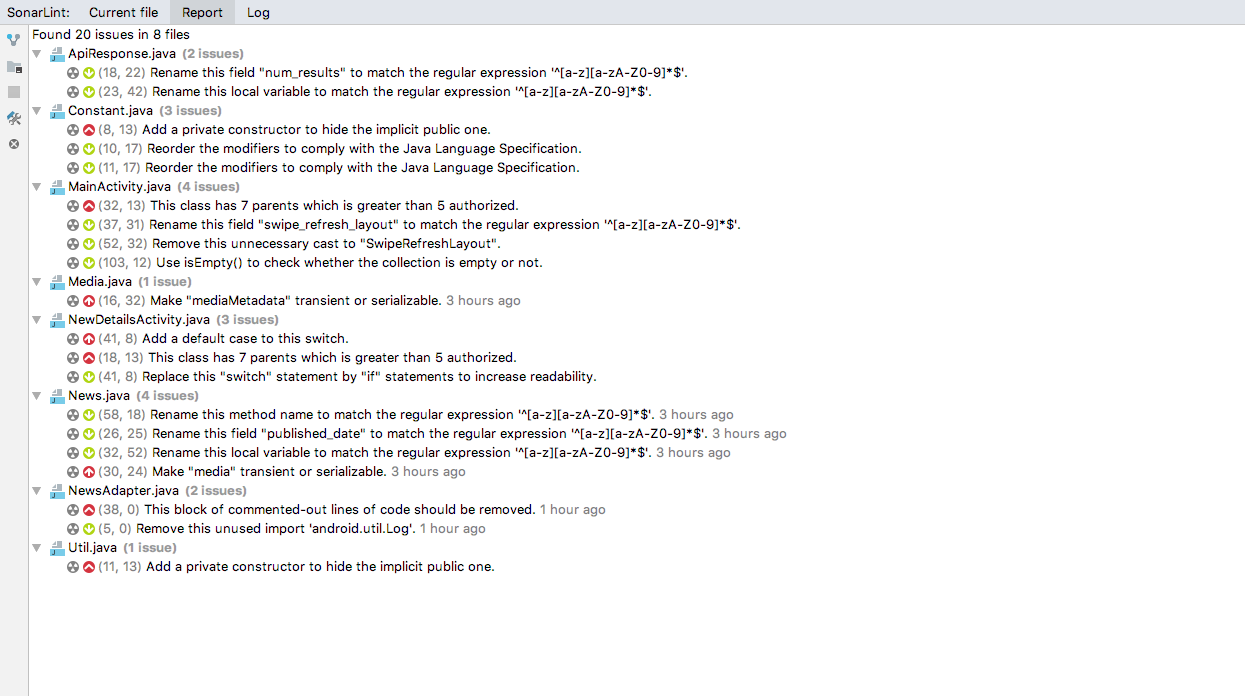 SonarLint: Current file Report Log
Found 20 issues in 8 files
ApiResponse.java (2 issues)
(18, 22) Rename this field "num_results" to match the regular expression '^[a-z][a-zA-Z0-9]*$'.
(23, 42) Rename this local variable to match the regular expression '^[a-z][a-zA-Z0-9]*$'.
Constant.java (3 issues)
(8, 13) Add a private constructor to hide the implicit public one.
(10, 17) Reorder the modifiers to comply with the Java Language Specification.
(11, 17) Reorder the modifiers to comply with the Java Language Specification.
MainActivity.java (4 issues)
(32, 13) This class has 7 parents which is greater than 5 authorized.
(37, 31) Rename this field "swipe_refresh_layout" to match the regular expression '^[a-z][a-zA-Z0-9]*$'.
(52, 32) Remove this unnecessary cast to "SwipeRefreshLayout".
(103, 12) Use isEmpty() to check whether the collection is empty or not.
Media.java (1 issue)
(16, 32) Make "mediaMetadata" transient or serializable. 3 hours ago
NewDetailsActivity.java (3 issues)
(41, 8) Add a default case to this switch.
(18, 13) This class has 7 parents which is greater than 5 authorized.
(41, 8) Replace this "switch" statement by "if" statements to increase readability.
News.java (4 issues)
(58, 18) Rename this method name to match the regular expression '^[a-z][a-zA-Z0-9]*$'. 3 hours ago
(26, 25) Rename this field "published_date" to match the regular expression '^[a-z][a-zA-Z0-9]*$'. 3 hours ago
(32, 52) Rename this local variable to match the regular expression '^[a-z][a-zA-Z0-9]*$'. 3 hours ago
(30, 24) Make "media" transient or serializable. 3 hours ago
NewsAdapter.java (2 issues)
(38, 0) This block of commented-out lines of code should be removed. 1 hour ago
(5, 0) Remove this unused import 'android.util.Log'. 1 hour ago
Util.java (1 issue)
(11, 13) Add a private constructor to hide the implicit public one.